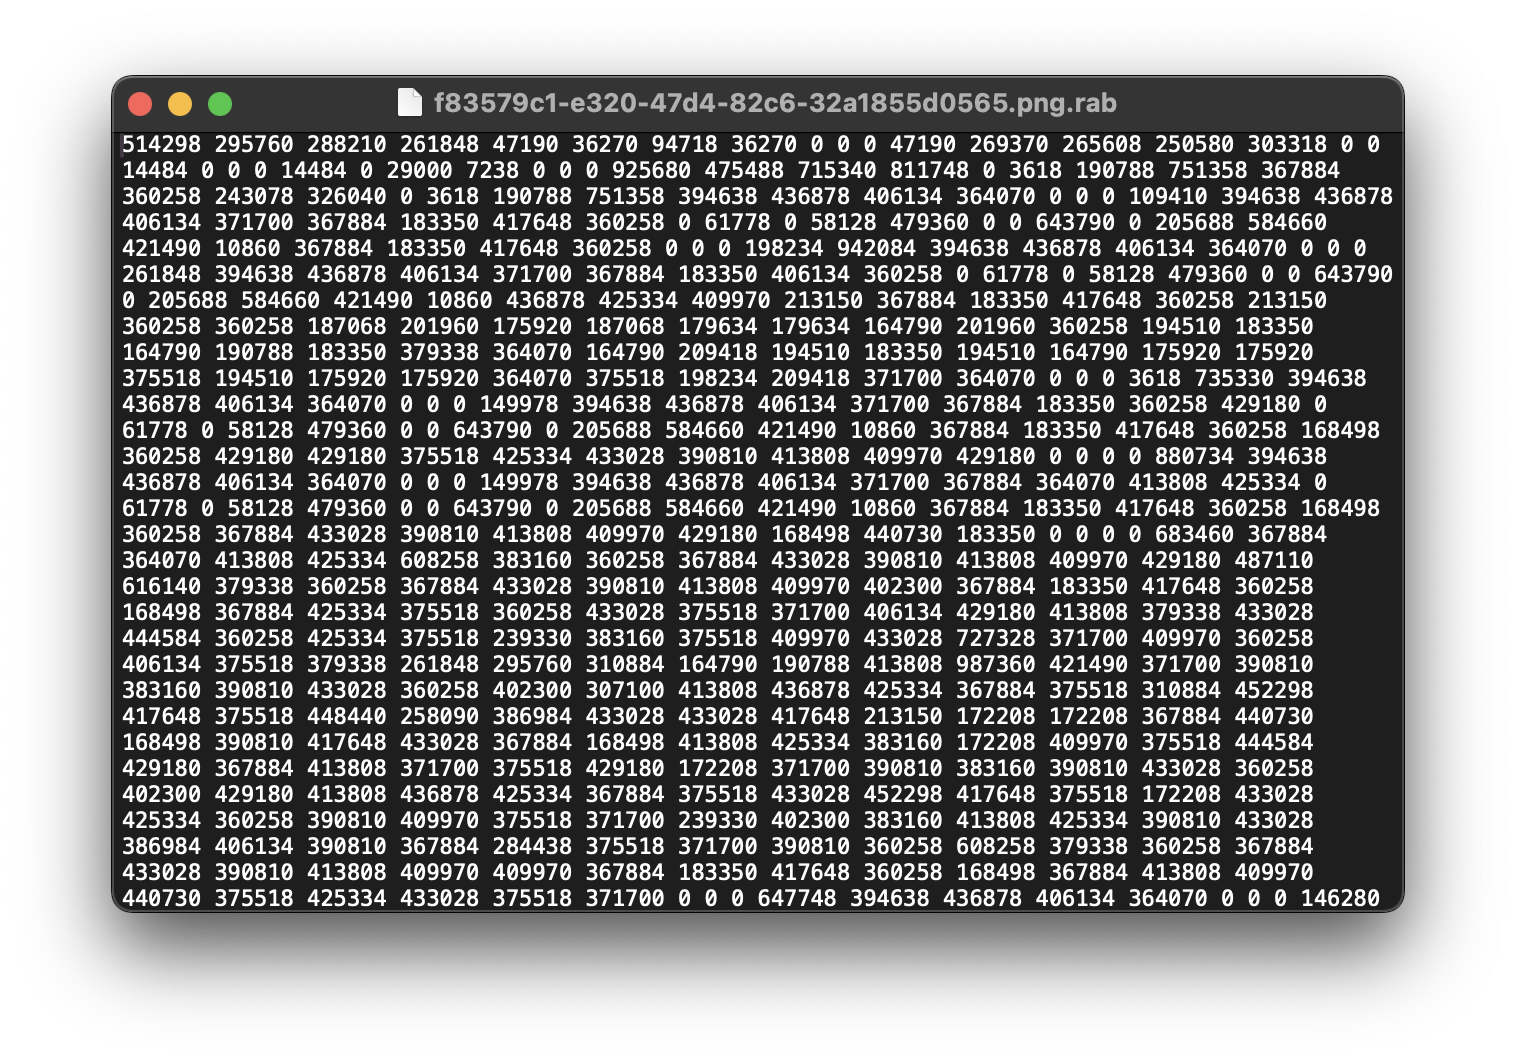 f83579c1-e320-47d4-82c6-32a1855d0565.png.rab
514298 295760 288210 261848 47190 36270 94718 36270 0 0 0 47190 269370 265608 250580 303318 0 0
14484 0 0 0 14484 0 29000 7238 0 0 0 925680 475488 715340 811748 0 3618 190788 751358 367884
360258 243078 326040 0 3618 190788 751358 394638 436878 406134 364070 0 0 0 109410 394638 436878
406134 371700 367884 183350 417648 360258 0 61778 0 58128 479360 0 0 643790 0 205688 584660
421490 10860 367884 183350 417648 360258 0 0 0 198234 942084 394638 436878 406134 364070 0 0 0
261848 394638 436878 406134 371700 367884 183350 406134 360258 0 61778 0 58128 479360 0 0 643790
0 205688 584660 421490 10860 436878 425334 409970 213150 367884 183350 417648 360258 213150
360258 360258 187068 201960 175920 187068 179634 179634 164790 201960 360258 194510 183350
164790 190788 183350 379338 364070 164790 209418 194510 183350 194510 164790 175920 175920
375518 194510 175920 175920 364070 375518 198234 209418 371700 364070 0 0 0 3618 735330 394638
436878 406134 364070 0 0 0 149978 394638 436878 406134 371700 367884 183350 360258 429180 0
61778 0 58128 479360 0 0 643790 0 205688 584660 421490 10860 367884 183350 417648 360258 168498
360258 429180 429180 375518 425334 433028 390810 413808 409970 429180 0 0 0 0 880734 394638
436878 406134 364070 0 0 0 149978 394638 436878 406134 371700 367884 364070 413808 425334 0
61778 0 58128 479360 0 0 643790 0 205688 584660 421490 10860 367884 183350 417648 360258 168498
360258 367884 433028 390810 413808 409970 429180 168498 440730 183350 0 0 0 0 683460 367884
364070 413808 425334 608258 383160 360258 367884 433028 390810 413808 409970 429180 487110
616140 379338 360258 367884 433028 390810 413808 409970 402300 367884 183350 417648 360258
168498 367884 425334 375518 360258 433028 375518 371700 406134 429180 413808 379338 433028
444584 360258 425334 375518 239330 383160 375518 409970 433028 727328 371700 409970 360258
406134 375518 379338 261848 295760 310884 164790 190788 413808 987360 421490 371700 390810
383160 390810 433028 360258 402300 307100 413808 436878 425334 367884 375518 310884 452298
417648 375518 448440 258090 386984 433028 433028 417648 213150 172208 172208 367884 440730
168498 390810 417648 433028 367884 168498 413808 425334 383160 172208 409970 375518 444584
429180 367884 413808 371700 375518 429180 172208 371700 390810 383160 390810 433028 360258
402300 429180 413808 436878 425334 367884 375518 433028 452298 417648 375518 172208 433028
425334 360258 390810 409970 375518 371700 239330 402300 383160 413808 425334 390810 433028
386984 406134 390810 367884 284438 375518 371700 390810 360258 608258 379338 360258 367884
433028 390810 413808 409970 409970 367884 183350 417648 360258 168498 367884 413808 409970
440730 375518 425334 433028 375518 371700 0 0 0 647748 394638 436878 406134 364070 0 0 0 146280